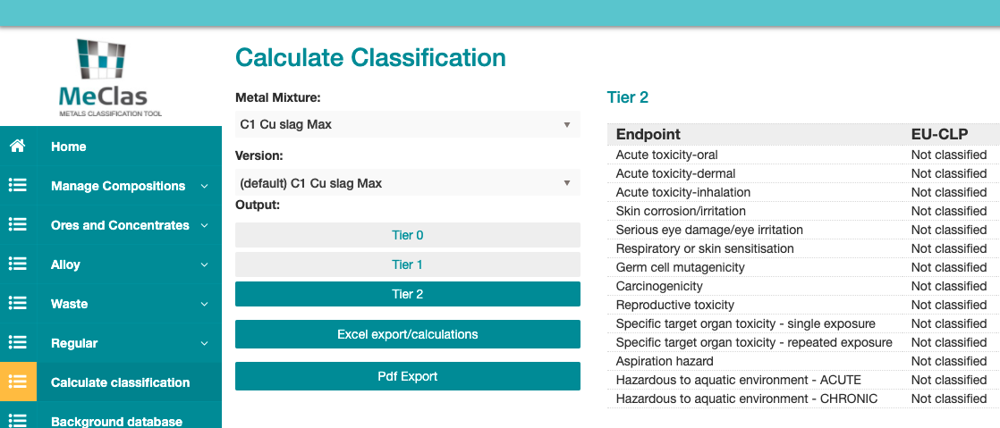 MeClas
METALS CLASSIFICATION TOOL
Home
Manage Compositions
Ores and Concentrates
Alloy
Waste
Regular
Calculate classification
Background database
Calculate Classification
Metal Mixture:
C1 Cu slag Max
Version:
(default) C1 Cu slag Max
Output:
Tier 0
Tier 1
Tier 2
Excel export/calculations
Pdf Export
Tier 2
Endpoint EU-CLP
Acute toxicity-oral Not classified
Acute toxicity-dermal Not classified
Acute toxicity-inhalation Not classified
Skin corrosion/irritation Not classified
Serious eye damage/eye irritation Not classified
Respiratory or skin sensitisation Not classified
Germ cell mutagenicity Not classified
Carcinogenicity Not classified
Reproductive toxicity Not classified
Specific target organ toxicity - single exposure Not classified
Specific target organ toxicity - repeated exposure Not classified
Aspiration hazard Not classified
Hazardous to aquatic environment - ACUTE Not classified
Hazardous to aquatic environment - CHRONIC Not classified